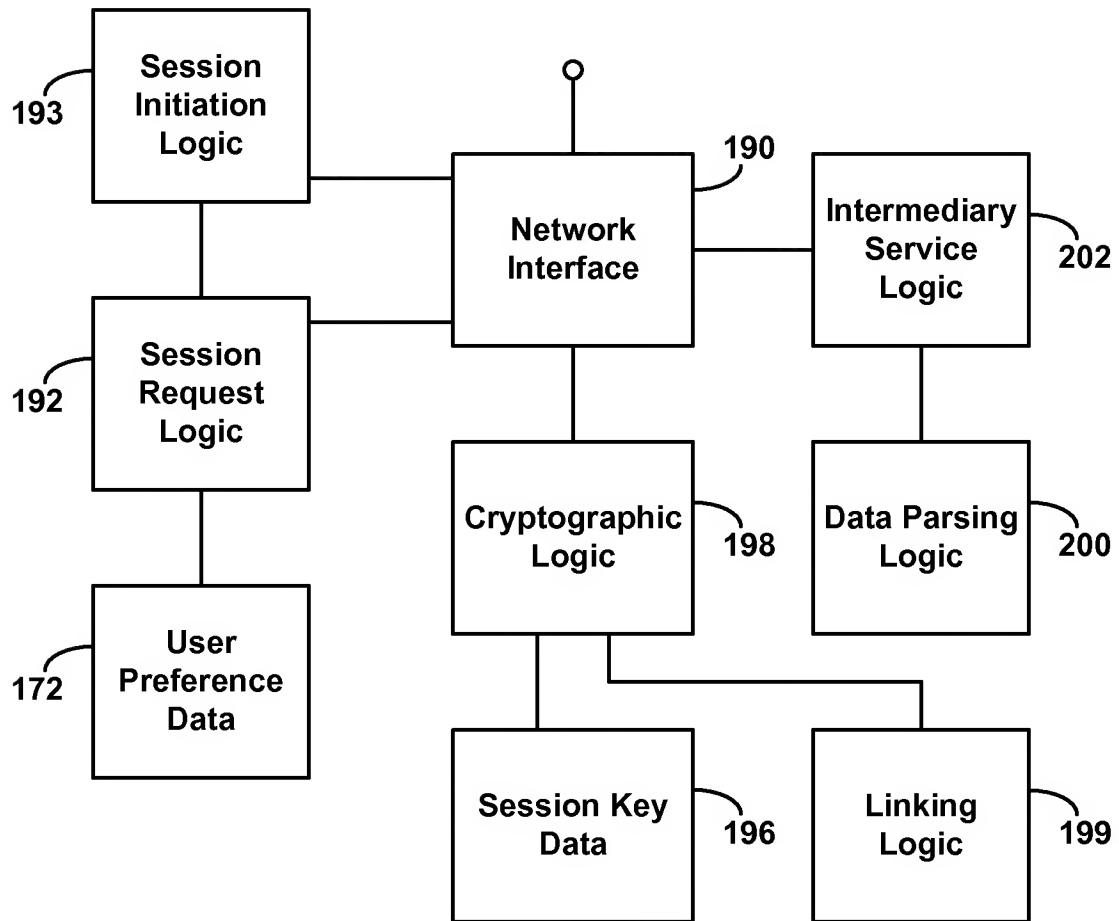 Session
Initiation
Logic
193
Network
Interface
190
Intermediary
Service
Logic
202
Session
Request
Logic
192
Cryptographic
Logic
198
Data Parsing
Logic
200
User
Preference
Data
172
Session Key
Data
196
Linking
Logic
199